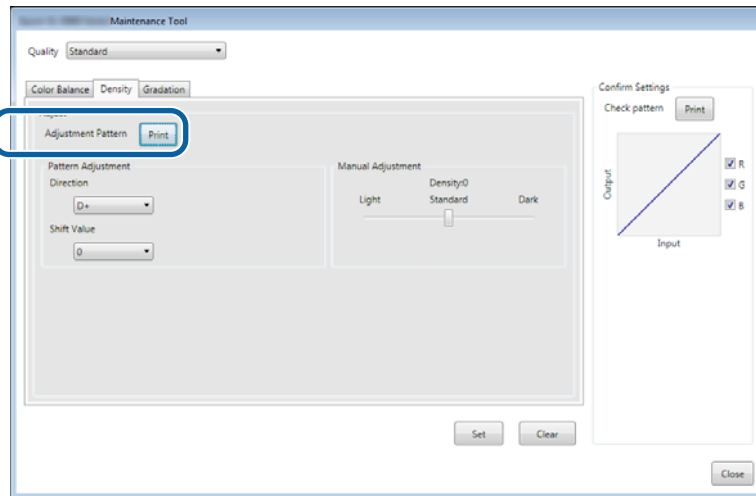 Maintenance Tool
Quality Standard
Color Balance Density Gradation
Adjustment Pattern Print
Pattern Adjustment
Direction
D+
Shift Value
0
Manual Adjustment
Density:0
Light Standard Dark
Set Clear
Confirm Settings
Check pattern Print
Output
R
G
B
Input
Close